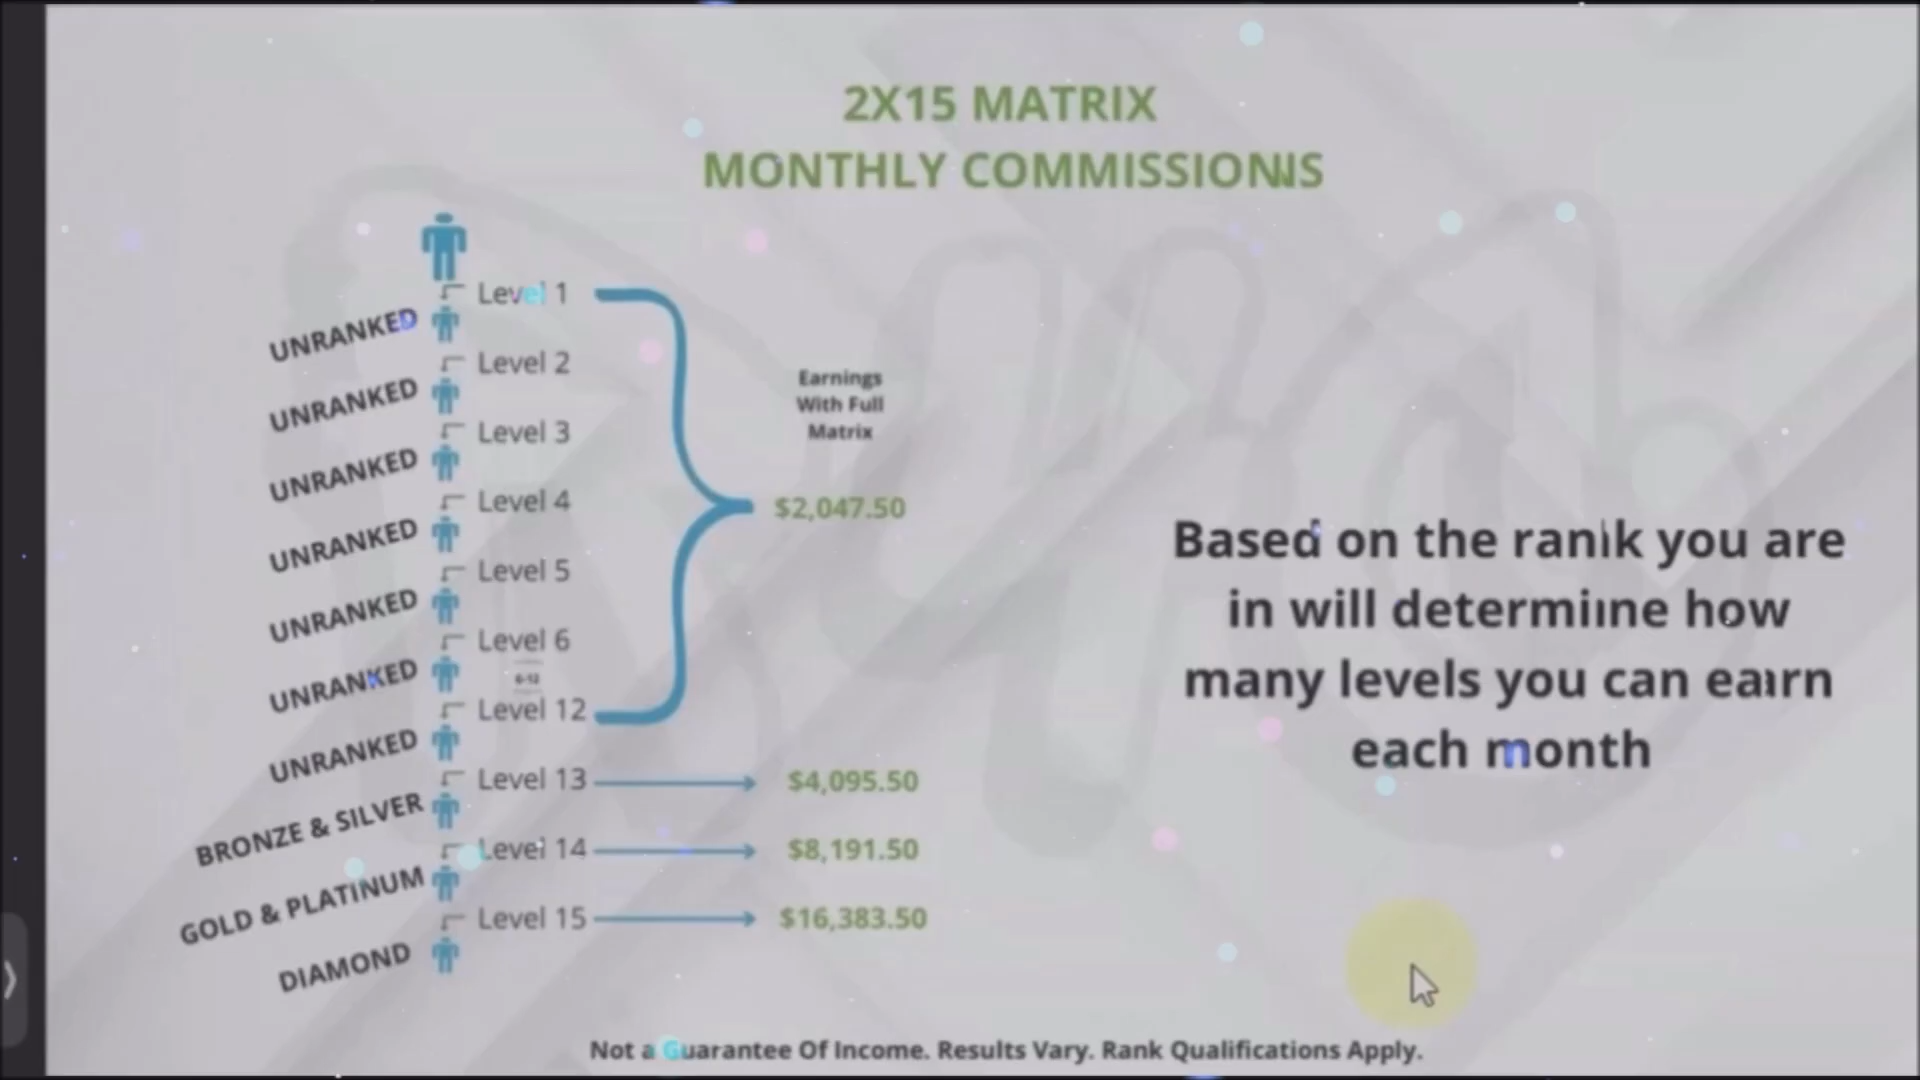 2X15 MATRIX
MONTHLY COMMISSIONS
Level 1
UNRANKED
Level 2
UNRANKED
Level 3
UNRANKED
Level 4
UNRANKED
Level 5
UNRANKED
Level 6
UNRANKED
6-12
Level 12
UNRANKED
Level 13
BRONZE & SILVER
Level 14
GOLD & PLATINUM
Level 15
DIAMOND
Earnings
With Full
Matrix
$2,047.50
$4,095.50
$8,191.50
$16,383.50
Based on the rank you are
in will determine how
many levels you can earn
each month
Not a Guarantee Of Income. Results Vary. Rank Qualifications Apply.